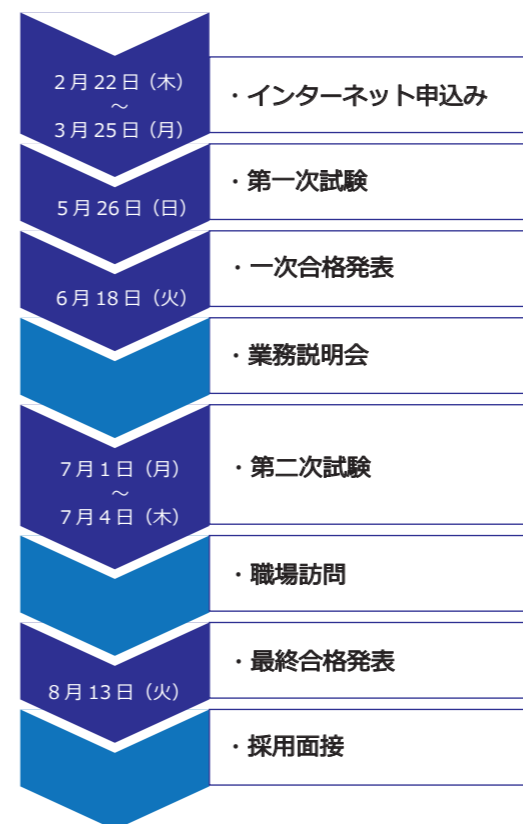 2月22日（木）
～
3月25日（月）
・インターネット申込み
5月26日（日）
・第一次試験
6月18日（火）
・一次合格発表
・業務説明会
7月1日（月）
～
7月4日（木）
・第二次試験
・職場訪問
8月13日（火）
・最終合格発表
・採用面接